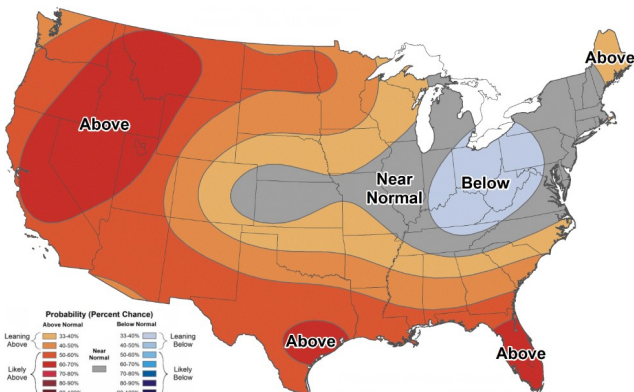 Above
Above
Near
Normal
Below
Above
Above
Probability (Percent Chance)
Above Normal
Below Normal
Leaning
Above
33-40%
40-50%
33-40%
40-50%
Leaning
Below
Likely
Above
50-60%
60-70%
70-80%
80-90%
Near
Normal
50-60%
60-70%
70-80%
80-90%
Likely
Below